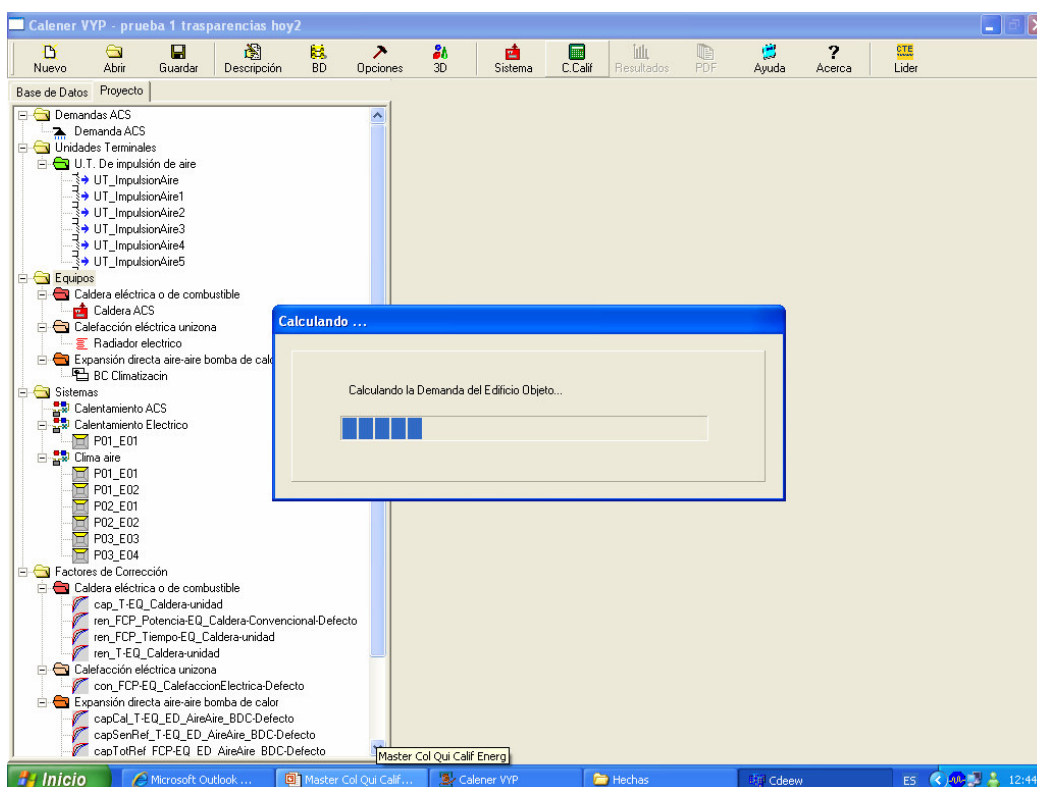 Calener VYP - prueba 1 trasparencias hoy2
Nuevo Abrir Guardar Descripción BD Opciones 3D Sistema C.Calif Resultados PDF Ayuda Acerca CTE Lider
Base de Datos Proyecto
Demandas ACS
Demanda ACS
Unidades Terminales
U.T. De impulsión de aire
UT_ImpulsionAire
UT_ImpulsionAire1
UT_ImpulsionAire2
UT_ImpulsionAire3
UT_ImpulsionAire4
UT_ImpulsionAire5
Equipos
Caldera eléctrica o de combustible
Caldera ACS
Calefacción eléctrica unizona
Radiador electrico
Expansión directa aire-aire bomba de calo
BC Climatizacin
Sistemas
Calentamiento ACS
Calentamiento Electrico
P01_E01
Clima aire
P01_E01
P01_E02
P02_E01
P02_E02
P03_E03
P03_E04
Factores de Corrección
Caldera eléctrica o de combustible
cap_T-EQ_Caldera-unidad
ren_FCP_Potencia-EQ_Caldera-Convencional-Defecto
ren_FCP_Tiempo-EQ_Caldera-unidad
ren_T-EQ_Caldera-unidad
Calefacción eléctrica unizona
con_FCP-EQ_CalefaccionElectrica-Defecto
Expansión directa aire-aire bomba de calor
capCal_T-EQ_ED_AireAire_BDC-Defecto
capSenRef_T-EQ_ED_AireAire_BDC-Defecto
capTotRef_FCP-EQ_ED_AireAire_BDC-Defecto
Calculando ...
Calculando la Demanda del Edificio Objeto...
Master Col Qui Calif Energ
Inicio Microsoft Outlook ... Master Col Qui Calif... Calener VYP Hechas Cdeew ES 12:44